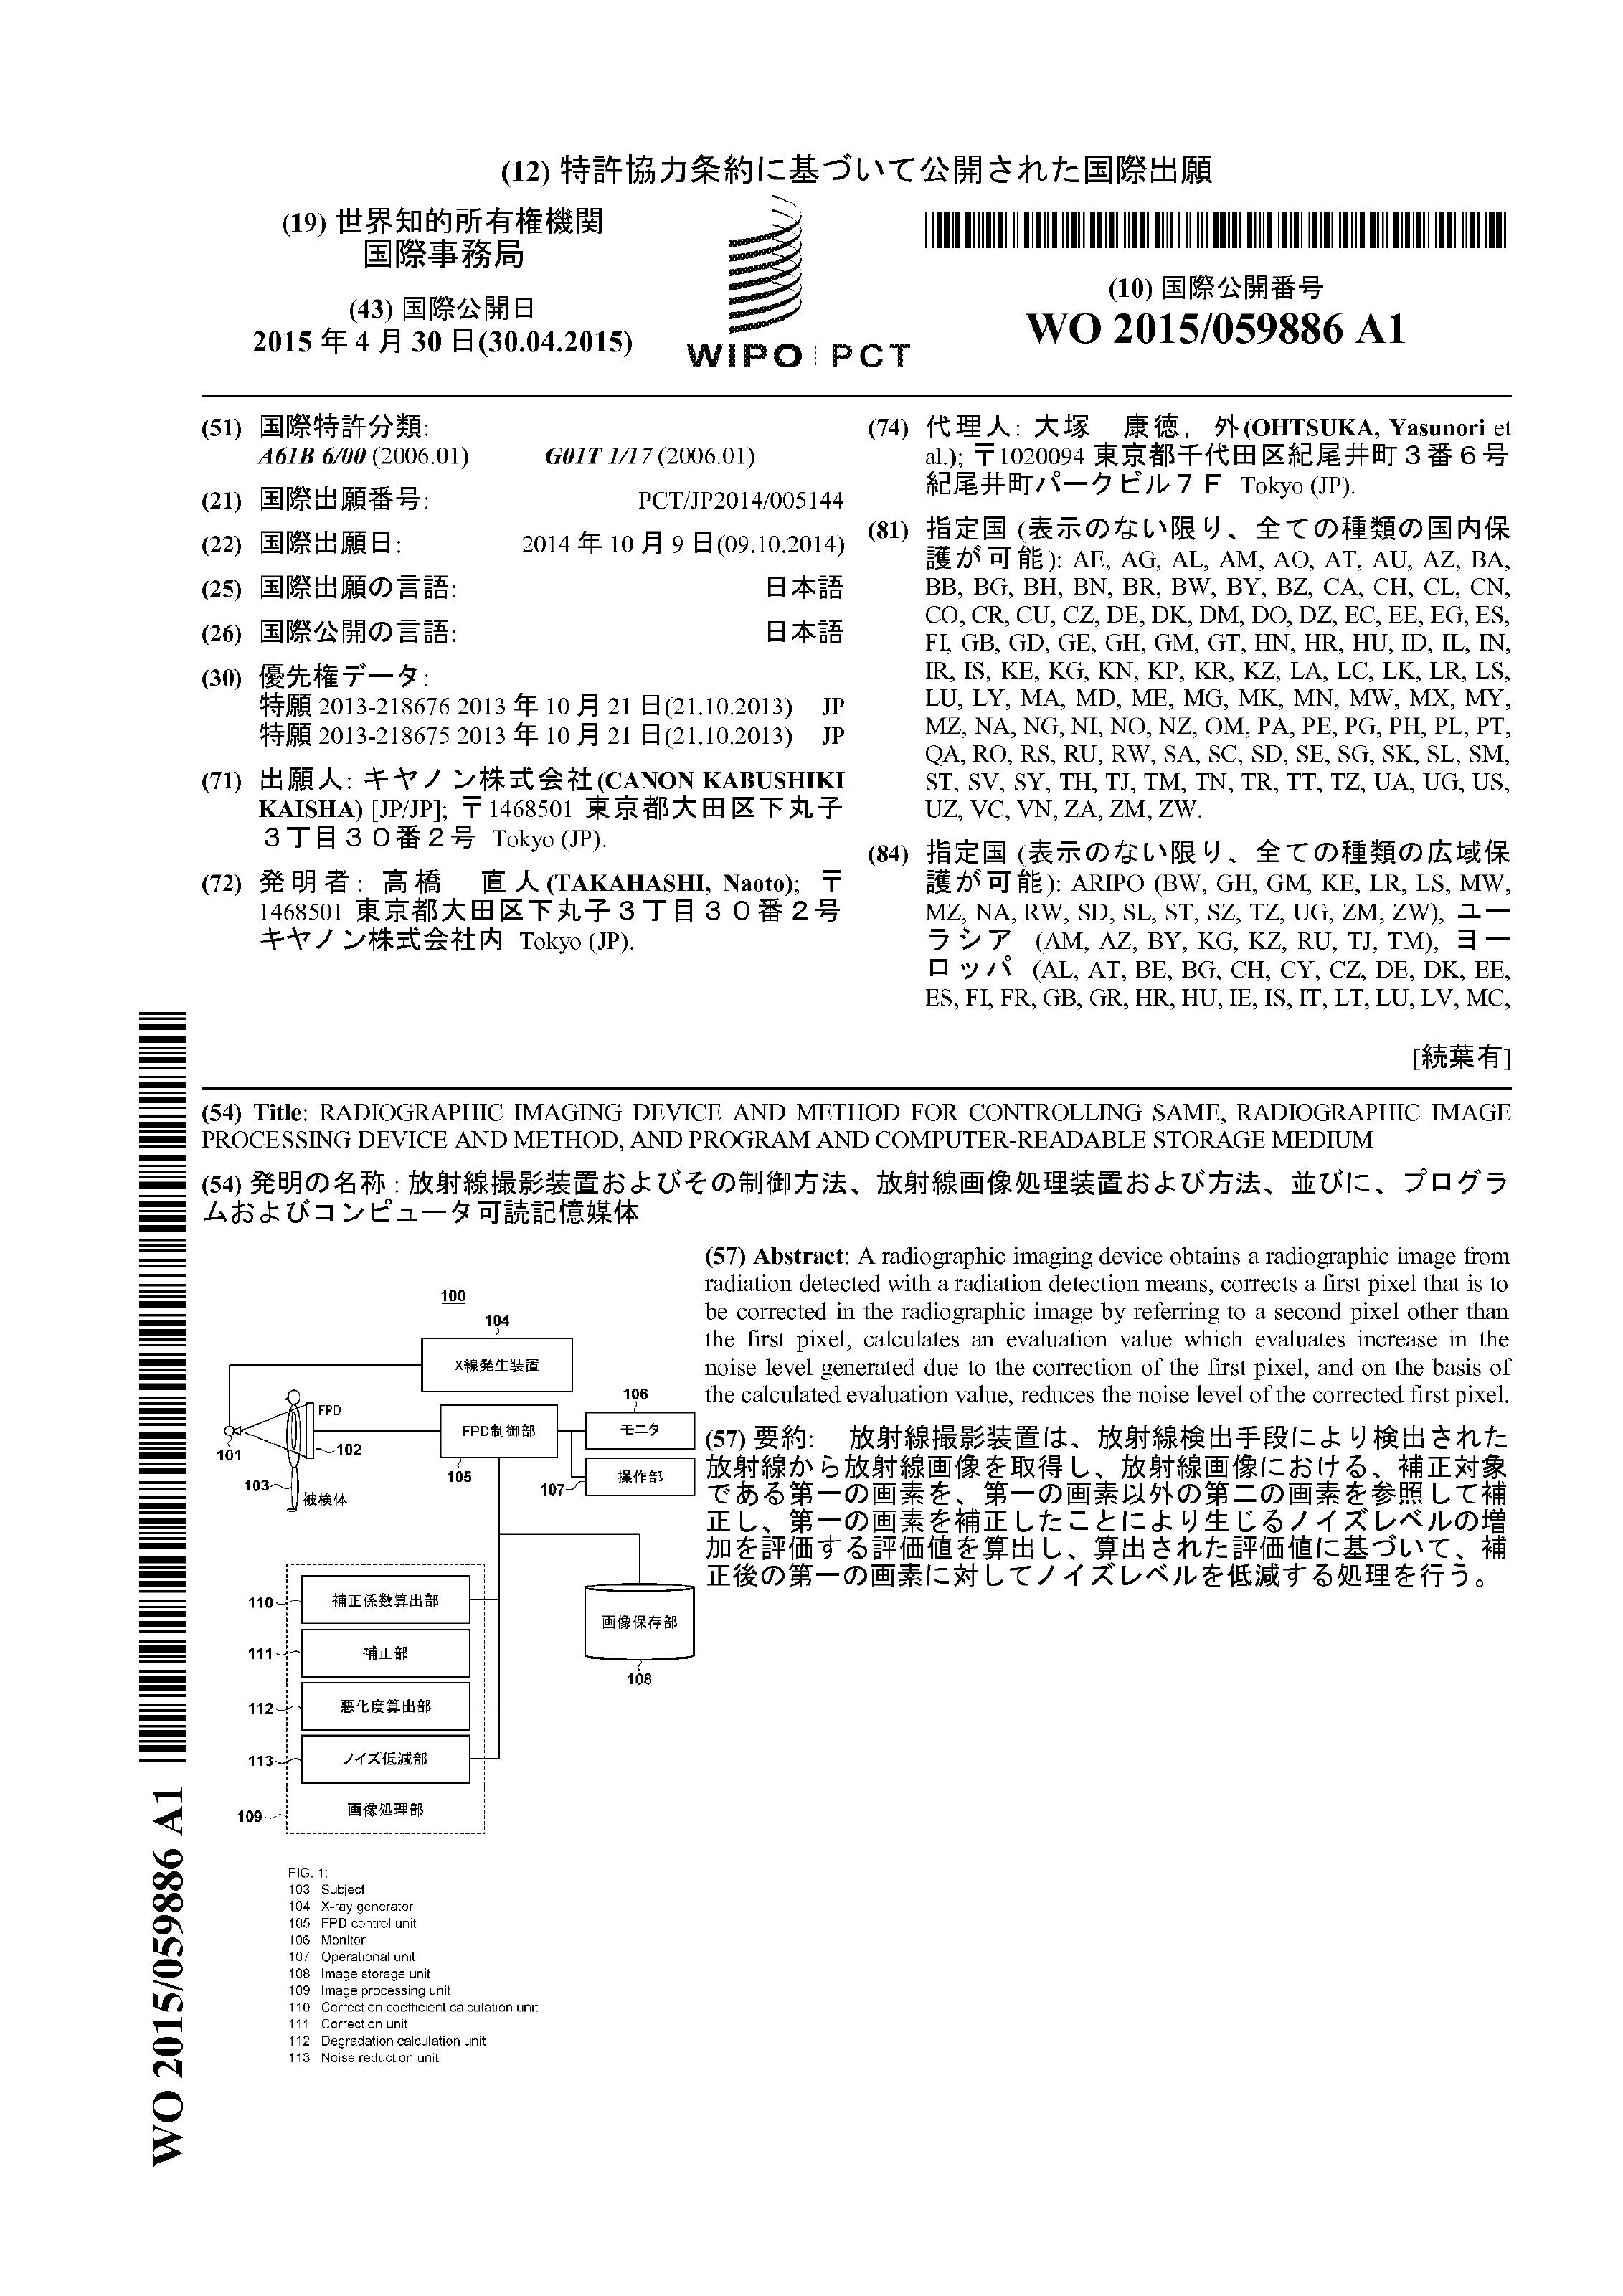 (12) 特許協力条約に基づいて公開された国際出願
(19) 世界知的所有権機関
国際事務局
(43) 国際公開日
2015 年 4 月 30 日(30.04.2015)
WIPO | PCT
(10) 国際公開番号
WO 2015/059886 A1
(51) 国際特許分類:
A61B 6/00 (2006.01) G01T 1/17 (2006.01)
(21) 国際出願番号: PCT/JP2014/005144
(22) 国際出願日: 2014 年 10 月 9 日(09.10.2014)
(25) 国際出願の言語: 日本語
(26) 国際公開の言語: 日本語
(30) 優先権データ:
特願 2013-218676 2013 年 10 月 21 日(21.10.2013) JP
特願 2013-218675 2013 年 10 月 21 日(21.10.2013) JP
(71) 出願人: キヤノン株式会社(CANON KABUSHIKI
KAISHA) [JP/JP]; 〒1468501 東京都大田区下丸子
3丁目30番2号 Tokyo (JP).
(72) 発明者: 高橋 直人(TAKAHASHI, Naoto); 〒
1468501 東京都大田区下丸子3丁目30番2号
キヤノン株式会社内 Tokyo (JP).
(74) 代理人: 大塚 康徳, 外(OHTSUKA, Yasunori et
al.); 〒1020094 東京都千代田区紀尾井町3番6号
紀尾井町パークビル7F Tokyo (JP).
(81) 指定国 (表示のない限り、全ての種類の国内保
護が可能): AE, AG, AL, AM, AO, AT, AU, AZ, BA,
BB, BG, BH, BN, BR, BW, BY, BZ, CA, CH, CL, CN,
CO, CR, CU, CZ, DE, DK, DM, DO, DZ, EC, EE, EG, ES,
FI, GB, GD, GE, GH, GM, GT, HN, HR, HU, ID, IL, IN,
IR, IS, KE, KG, KN, KP, KR, KZ, LA, LC, LK, LR, LS,
LU, LY, MA, MD, ME, MG, MK, MN, MW, MX, MY,
MZ, NA, NG, NI, NO, NZ, OM, PA, PE, PG, PH, PL, PT,
QA, RO, RS, RU, RW, SA, SC, SD, SE, SG, SK, SL, SM,
ST, SV, SY, TH, TJ, TM, TN, TR, TT, TZ, UA, UG, US,
UZ, VC, VN, ZA, ZM, ZW.
(84) 指定国 (表示のない限り、全ての種類の広域保
護が可能): ARIPO (BW, GH, GM, KE, LR, LS, MW,
MZ, NA, RW, SD, SL, ST, SZ, TZ, UG, ZM, ZW), ユー
ラシア (AM, AZ, BY, KG, KZ, RU, TJ, TM), ヨー
ロッパ (AL, AT, BE, BG, CH, CY, CZ, DE, DK, EE,
ES, FI, FR, GB, GR, HR, HU, IE, IS, IT, LT, LU, LV, MC,
[続葉有]
(54) Title: RADIOGRAPHIC IMAGING DEVICE AND METHOD FOR CONTROLLING SAME, RADIOGRAPHIC IMAGE
PROCESSING DEVICE AND METHOD, AND PROGRAM AND COMPUTER-READABLE STORAGE MEDIUM
(54) 発明の名称 : 放射線撮影装置およびその制御方法、放射線画像処理装置および方法、並びに、プログラ
ムおよびコンピュータ可読記憶媒体
(57) Abstract: A radiographic imaging device obtains a radiographic image from
radiation detected with a radiation detection means, corrects a first pixel that is to
be corrected in the radiographic image by referring to a second pixel other than
the first pixel, calculates an evaluation value which evaluates increase in the
noise level generated due to the correction of the first pixel, and on the basis of
the calculated evaluation value, reduces the noise level of the corrected first pixel.
(57) 要約: 放射線撮影装置は、放射線検出手段により検出された
放射線から放射線画像を取得し、放射線画像における、補正対象
である第一の画素を、第一の画素以外の第二の画素を参照して補
正し、第一の画素を補正したことにより生じるノイズレベルの増
加を評価する評価値を算出し、算出された評価値に基づいて、補
正後の第一の画素に対してノイズレベルを低減する処理を行う。
100
104
X線発生装置
106
FPD
FPD制御部
モニタ
101
102
105
操作部
107
103
被検体
110
補正係数算出部
画像保存部
111
補正部
108
112
悪化度算出部
113
ノイズ低減部
109
画像処理部
FIG. 1:
103 Subject
104 X-ray generator
105 FPD control unit
106 Monitor
107 Operational unit
108 Image storage unit
109 Image processing unit
110 Correction coefficient calculation unit
111 Correction unit
112 Degradation calculation unit
113 Noise reduction unit
WO 2015/059886 A1